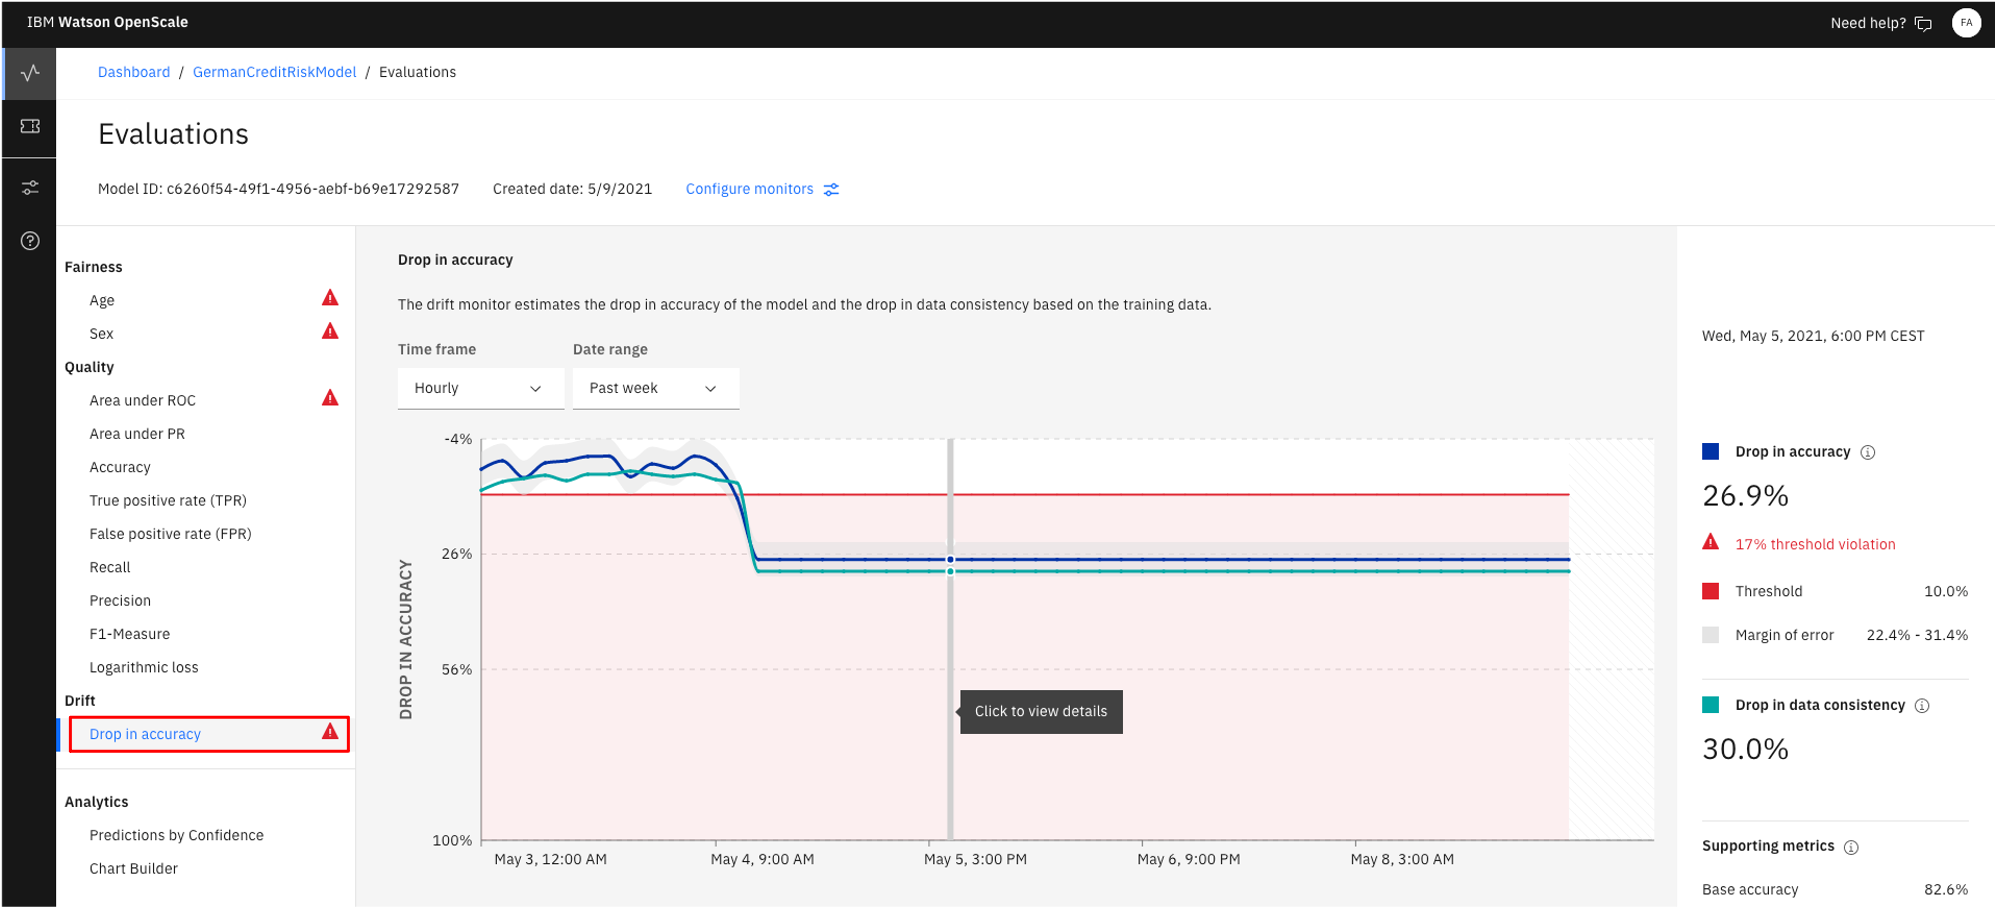 IBM Watson OpenScale
Need help?
FA
Dashboard / GermanCreditRiskModel / Evaluations
Evaluations
Model ID: c6260f54-49f1-4956-aebf-b69e17292587
Created date: 5/9/2021
Configure monitors
Fairness
Age
Sex
Quality
Area under ROC
Area under PR
Accuracy
True positive rate (TPR)
False positive rate (FPR)
Recall
Precision
F1-Measure
Logarithmic loss
Drift
Drop in accuracy
Analytics
Predictions by Confidence
Chart Builder
Drop in accuracy
The drift monitor estimates the drop in accuracy of the model and the drop in data consistency based on the training data.
Time frame
Date range
Hourly
Past week
-4%
26%
56%
100%
DROP IN ACCURACY
Click to view details
May 3, 12:00 AM
May 4, 9:00 AM
May 5, 3:00 PM
May 6, 9:00 PM
May 8, 3:00 AM
Wed, May 5, 2021, 6:00 PM CEST
Drop in accuracy
26.9%
17% threshold violation
Threshold 10.0%
Margin of error 22.4% - 31.4%
Drop in data consistency
30.0%
Supporting metrics
Base accuracy 82.6%